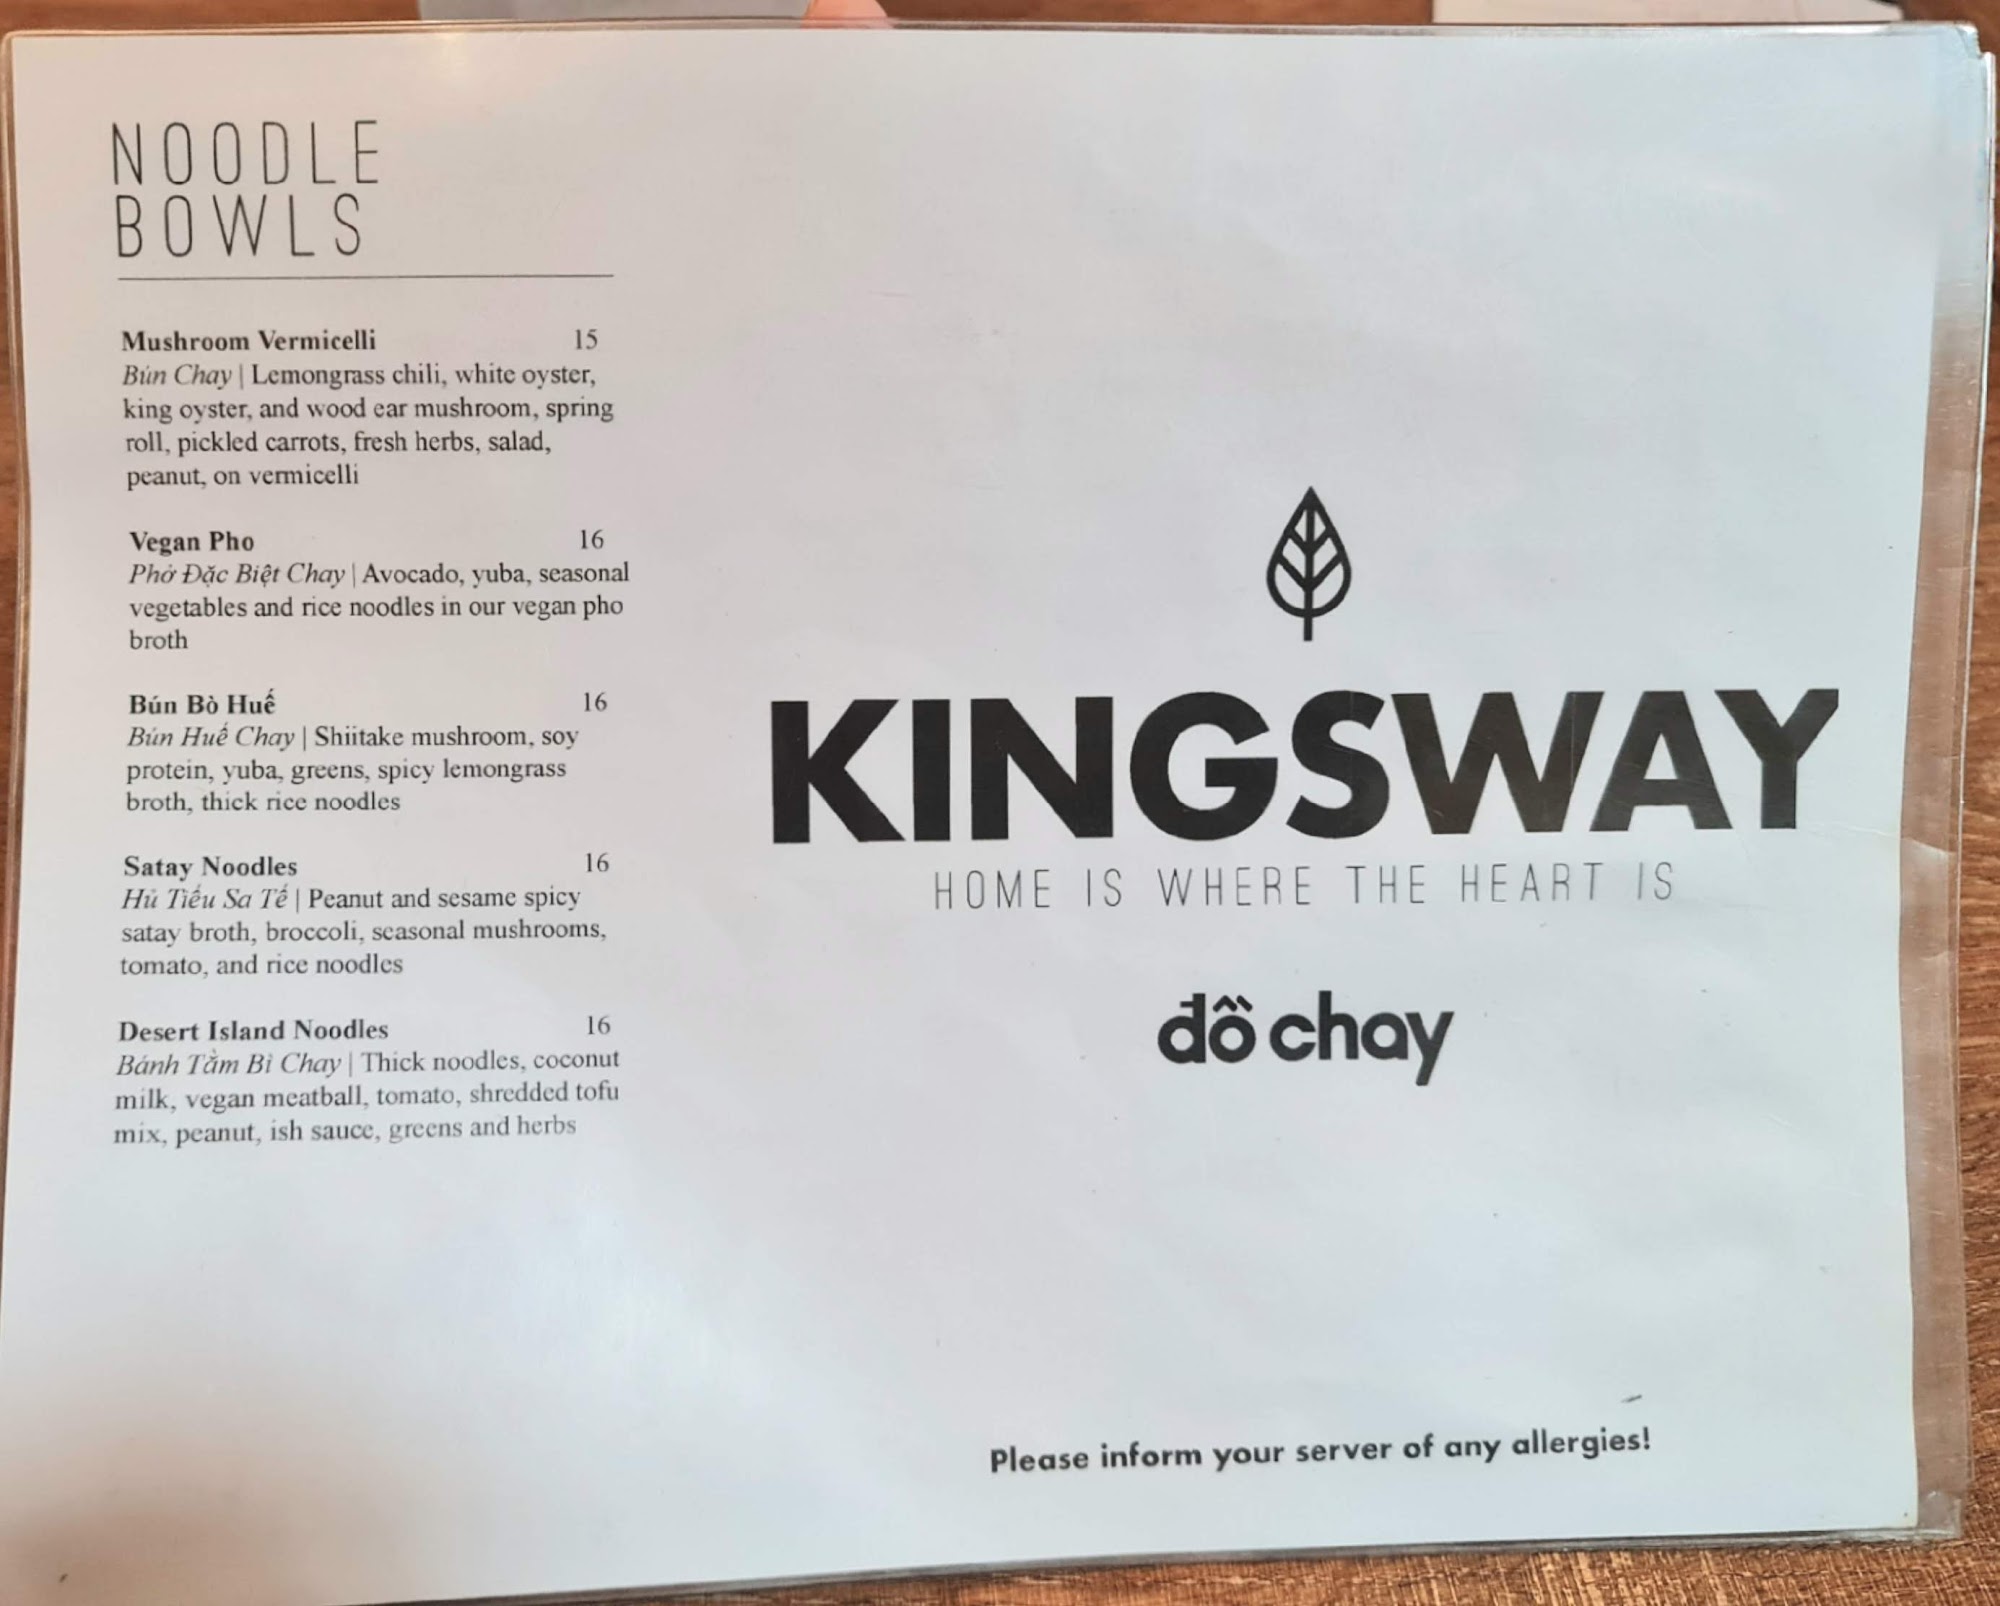 NOODLE
BOWLS
Mushroom Vermicelli 15
Bún Chay | Lemongrass chili, white oyster,
king oyster, and wood ear mushroom, spring
roll, pickled carrots, fresh herbs, salad,
peanut, on vermicelli
Vegan Pho 16
Phở Đặc Biệt Chay | Avocado, yuba, seasonal
vegetables and rice noodles in our vegan pho
broth
Bún Bò Huế 16
Bún Huế Chay | Shiitake mushroom, soy
protein, yuba, greens, spicy lemongrass
broth, thick rice noodles
Satay Noodles 16
Hủ Tiếu Sa Tế | Peanut and sesame spicy
satay broth, broccoli, seasonal mushrooms,
tomato, and rice noodles
Desert Island Noodles 16
Bánh Tằm Bì Chay | Thick noodles, coconut
milk, vegan meatball, tomato, shredded tofu
mix, peanut, ish sauce, greens and herbs
KINGSWAY
HOME IS WHERE THE HEART IS
đồ chay
Please inform your server of any allergies!